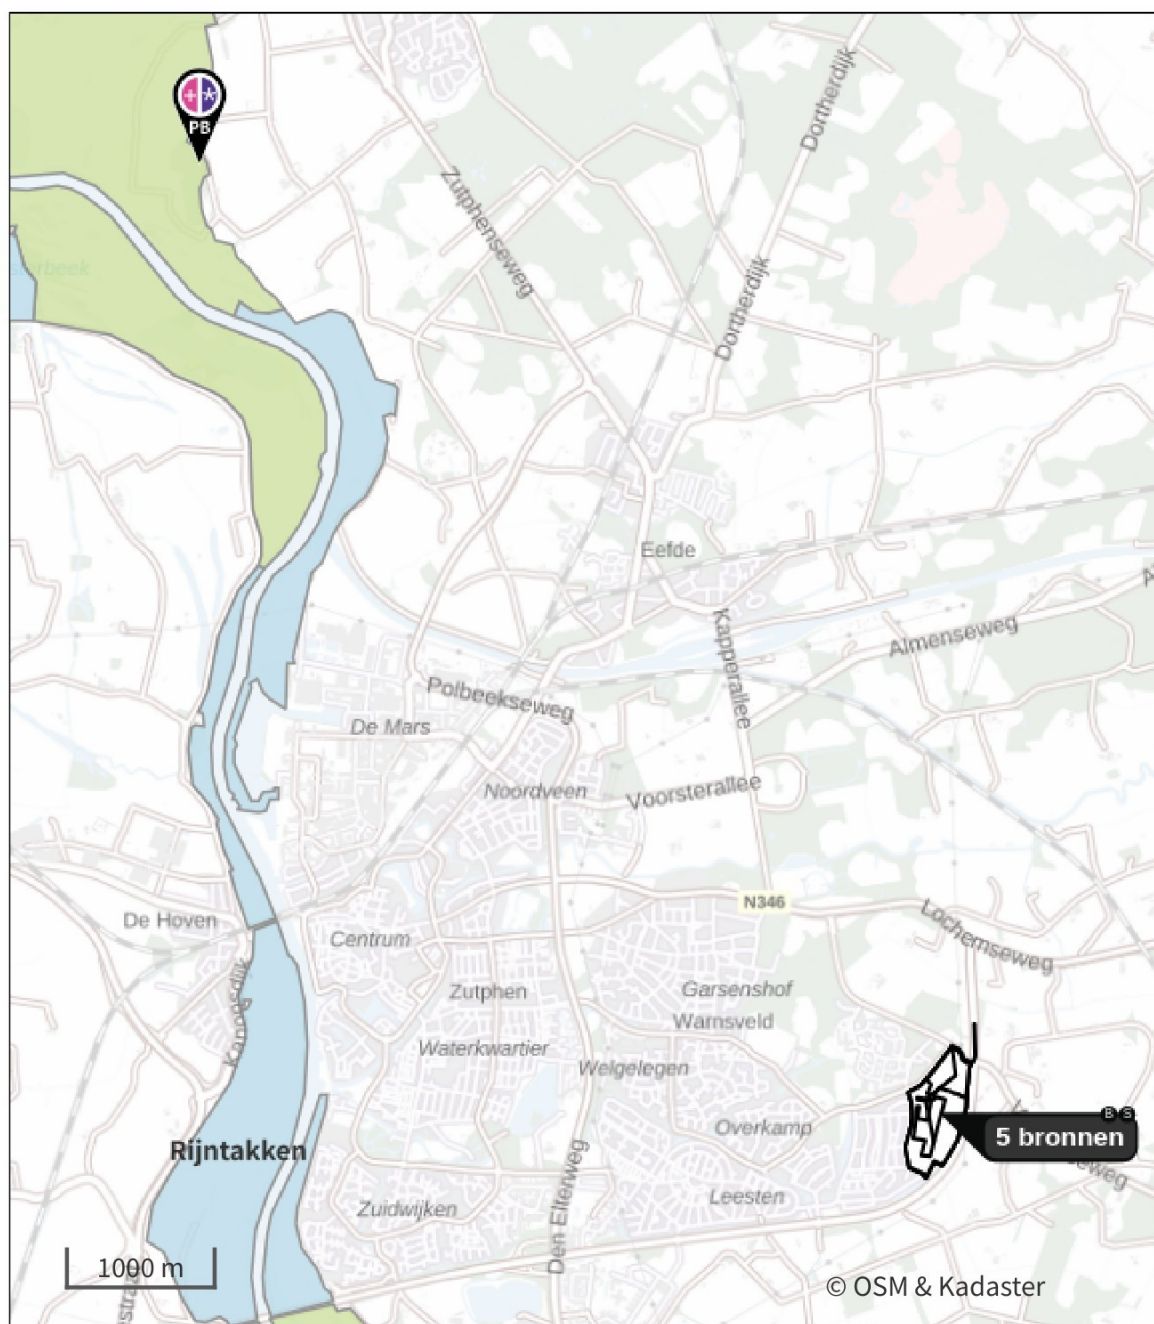 PB
Dortherdijk
Zutphenseweg
Dortherdijk
Eefde
Kapperallee
Almenseweg
Polbeekseweg
De Mars
Noordveen
Voorsterallee
N346
De Hoven
Centrum
Lochemseweg
Kanonsdijk
Zutphen
Garsenshof
Warnsveld
Waterkwartier
Welgelegen
B S
5 bronnen
Overkamp
Rijntakken
Leesten
Zuidwijken
Den Elterweg
1000 m
© OSM & Kadaster